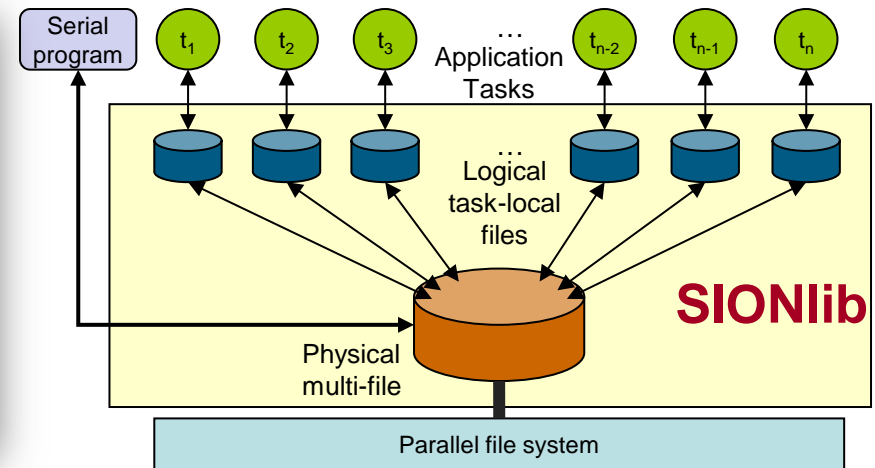 Serial
program
t1
t2
t3
…
tn-2
tn-1
tn
Application
Tasks
…
Logical
task-local
files
SIONlib
Physical
multi-file
Parallel file system